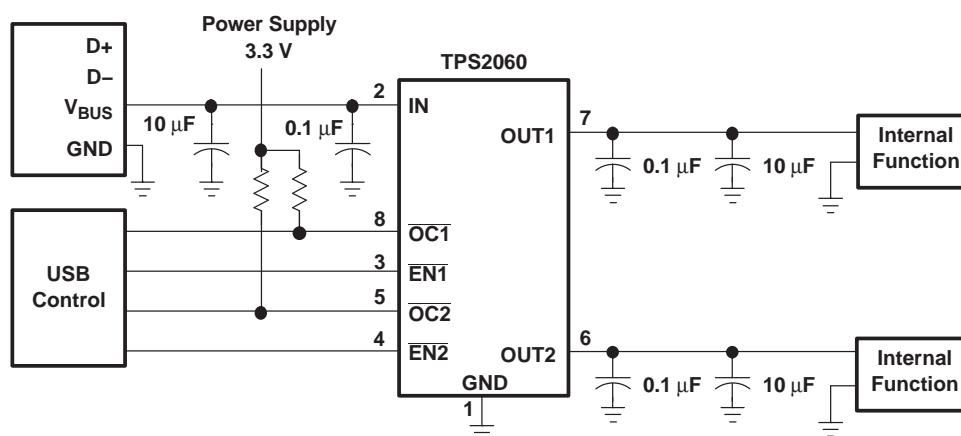 Power Supply
3.3 V
TPS2060
D+
D−
V_BUS
GND
10 μF
0.1 μF
2
IN
7
OUT1
0.1 μF
10 μF
Internal
Function
USB
Control
8
OC1
3
EN1
5
OC2
4
EN2
6
OUT2
0.1 μF
10 μF
Internal
Function
GND
1